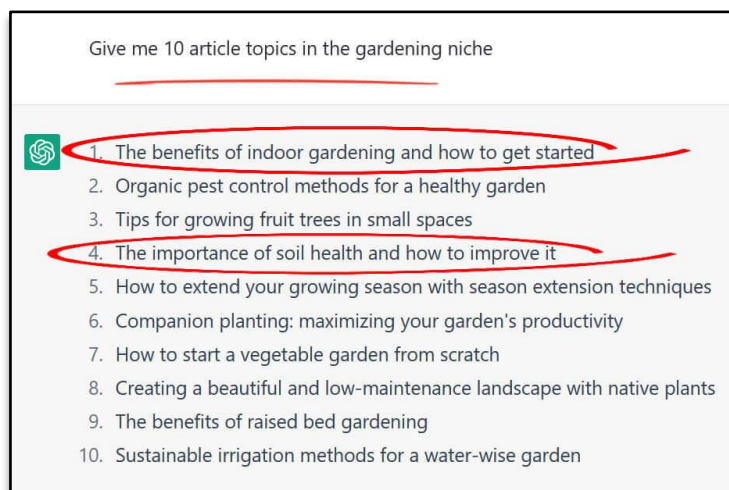 Give me 10 article topics in the gardening niche
1. The benefits of indoor gardening and how to get started
2. Organic pest control methods for a healthy garden
3. Tips for growing fruit trees in small spaces
4. The importance of soil health and how to improve it
5. How to extend your growing season with season extension techniques
6. Companion planting: maximizing your garden's productivity
7. How to start a vegetable garden from scratch
8. Creating a beautiful and low-maintenance landscape with native plants
9. The benefits of raised bed gardening
10. Sustainable irrigation methods for a water-wise garden